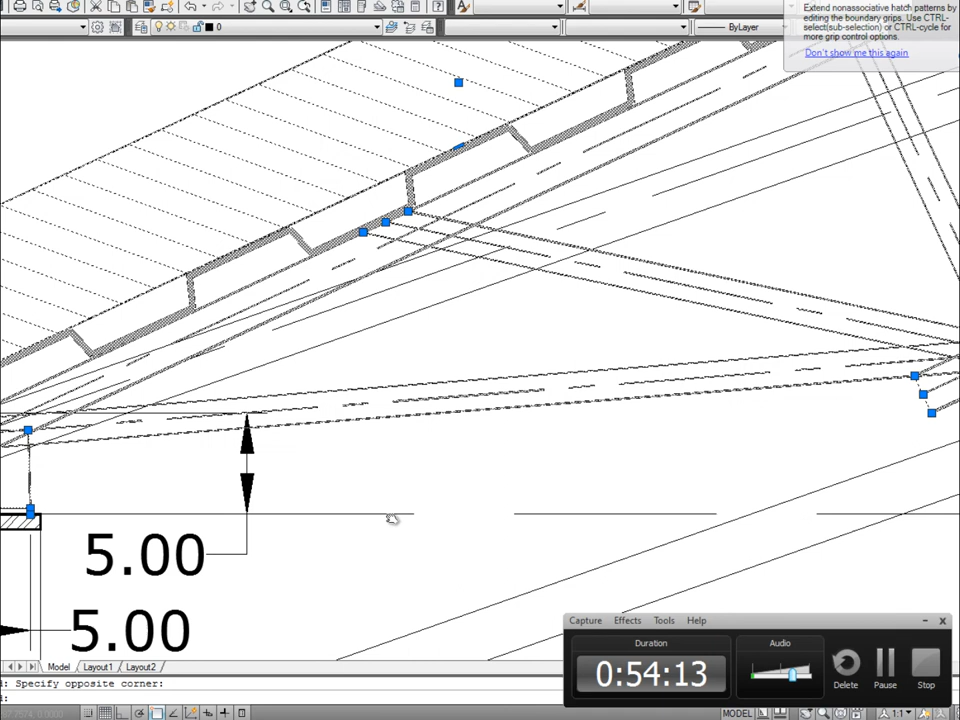 0
ByLayer
Extend nonassociative hatch patterns by
editing the boundary grips. Use CTRL-
select(sub-selection) or CTRL-cycle for
more grip control options.
Don't show me this again
5.00
5.00
Capture Effects Tools Help
Duration
Audio
0:54:13
Delete
Pause
Stop
Model Layout1 Layout2
: Specify opposite corner:
MODEL
1:1